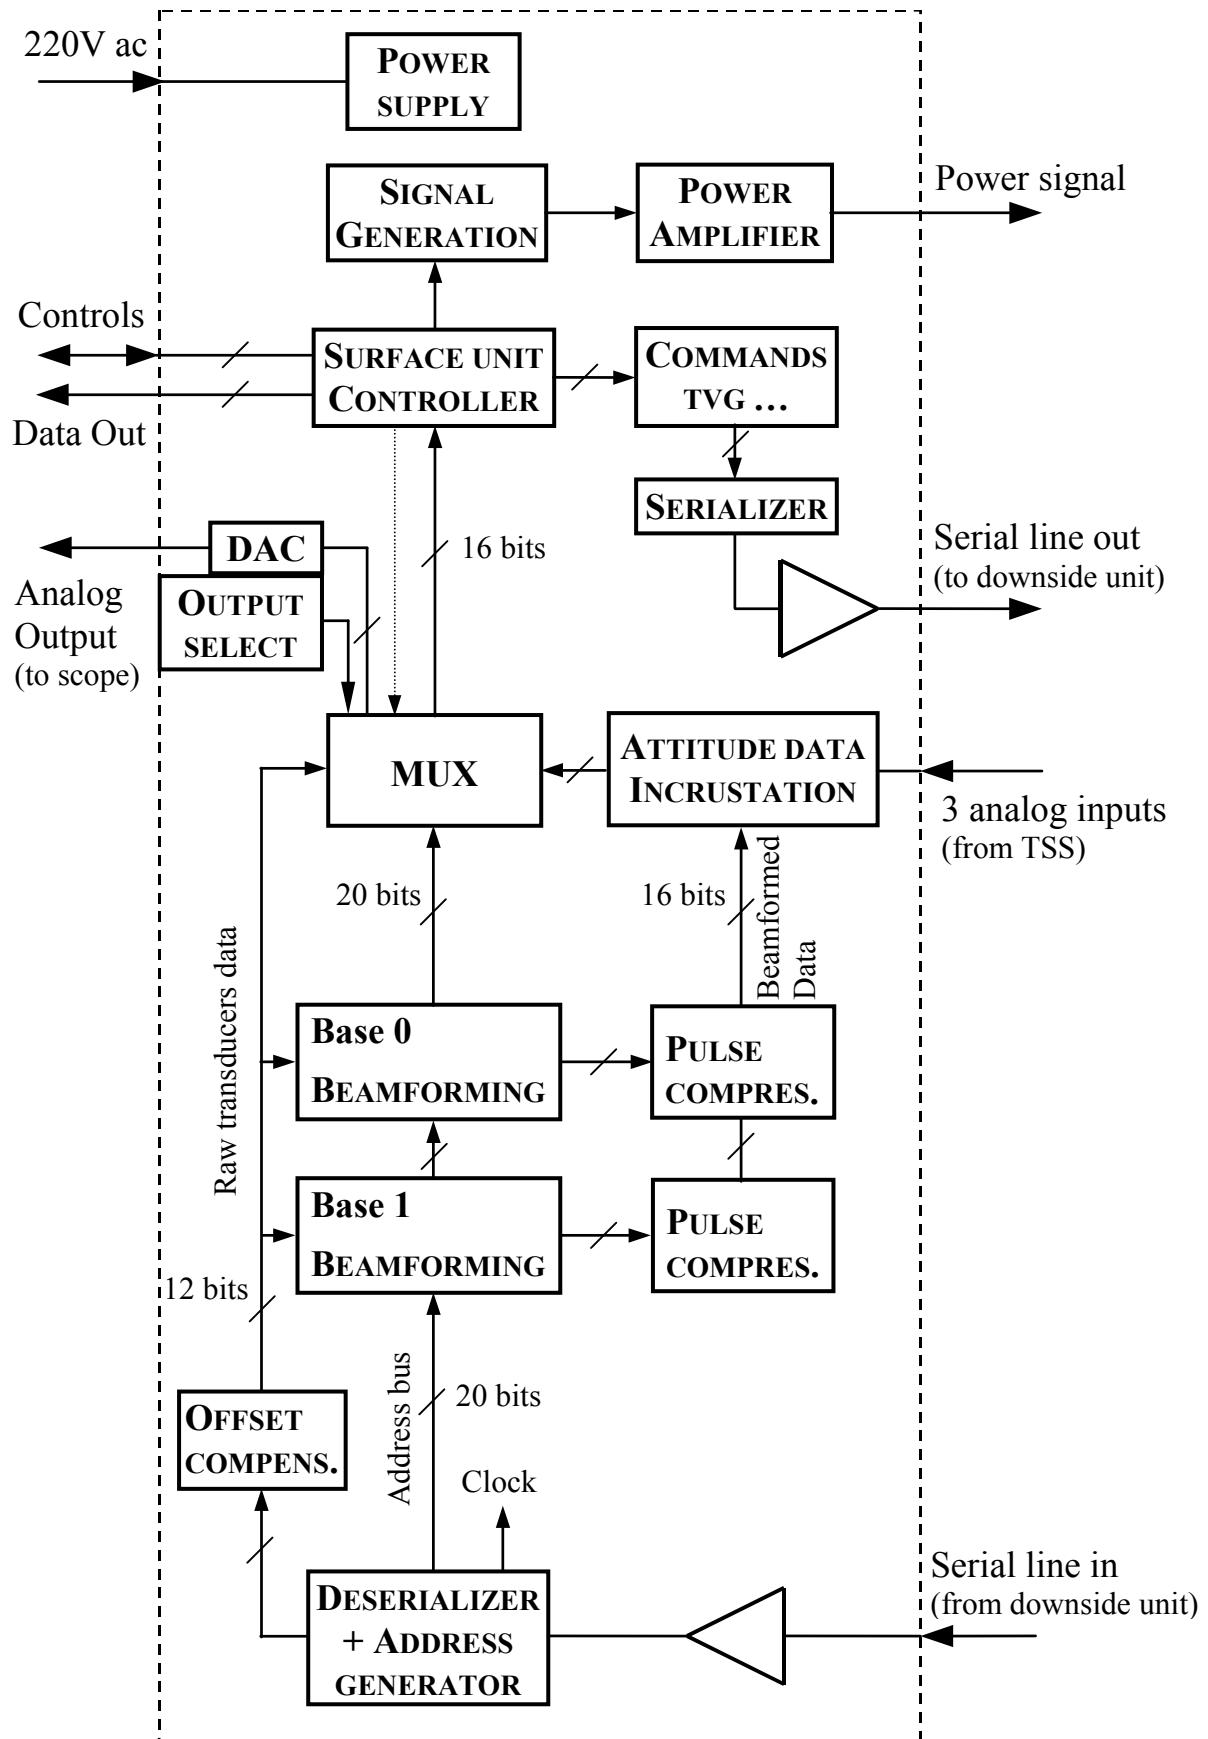 220V ac
POWER
SUPPLY
SIGNAL
GENERATION
POWER
AMPLIFIER
Power signal
Controls
SURFACE UNIT
CONTROLLER
COMMANDS
TVG …
Data Out
SERIALIZER
DAC
16 bits
Serial line out
(to downside unit)
Analog
Output
(to scope)
OUTPUT
SELECT
MUX
ATTITUDE DATA
INCRUSTATION
3 analog inputs
(from TSS)
20 bits
16 bits
Beamformed
Data
Raw transducers data
Base 0
BEAMFORMING
PULSE
COMPRES.
Base 1
BEAMFORMING
PULSE
COMPRES.
12 bits
Address bus
20 bits
OFFSET
COMPENS.
Clock
DESERIALIZER
+ ADDRESS
GENERATOR
Serial line in
(from downside unit)